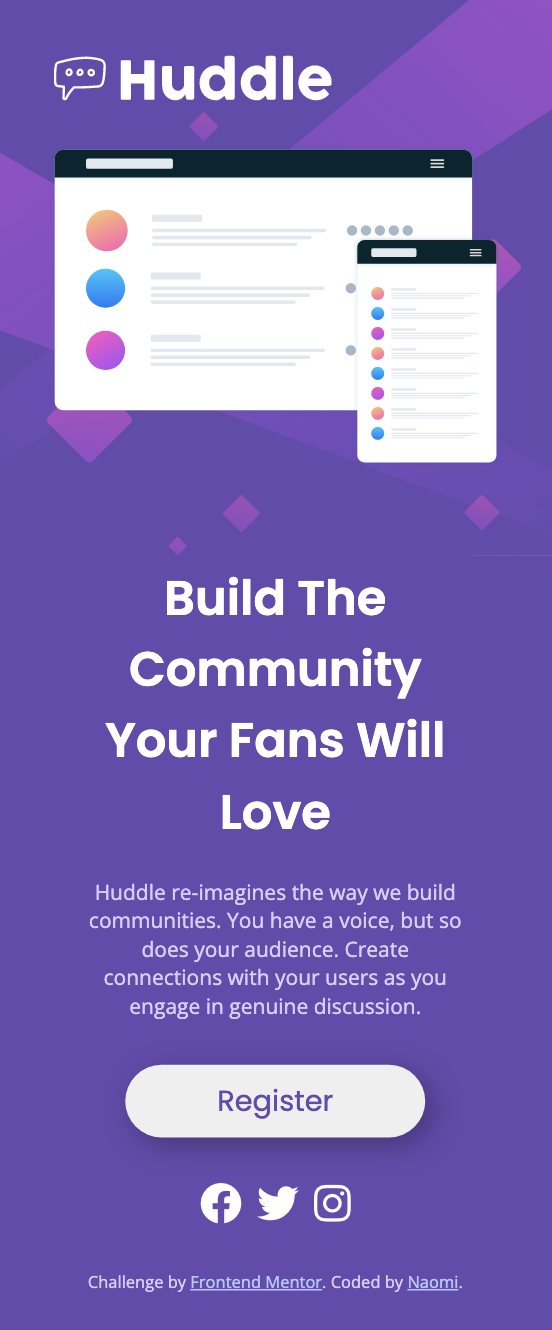 Huddle
Build The
Community
Your Fans Will
Love
Huddle re-imagines the way we build
communities. You have a voice, but so
does your audience. Create
connections with your users as you
engage in genuine discussion.
Register
Challenge by Frontend Mentor. Coded by Naomi.